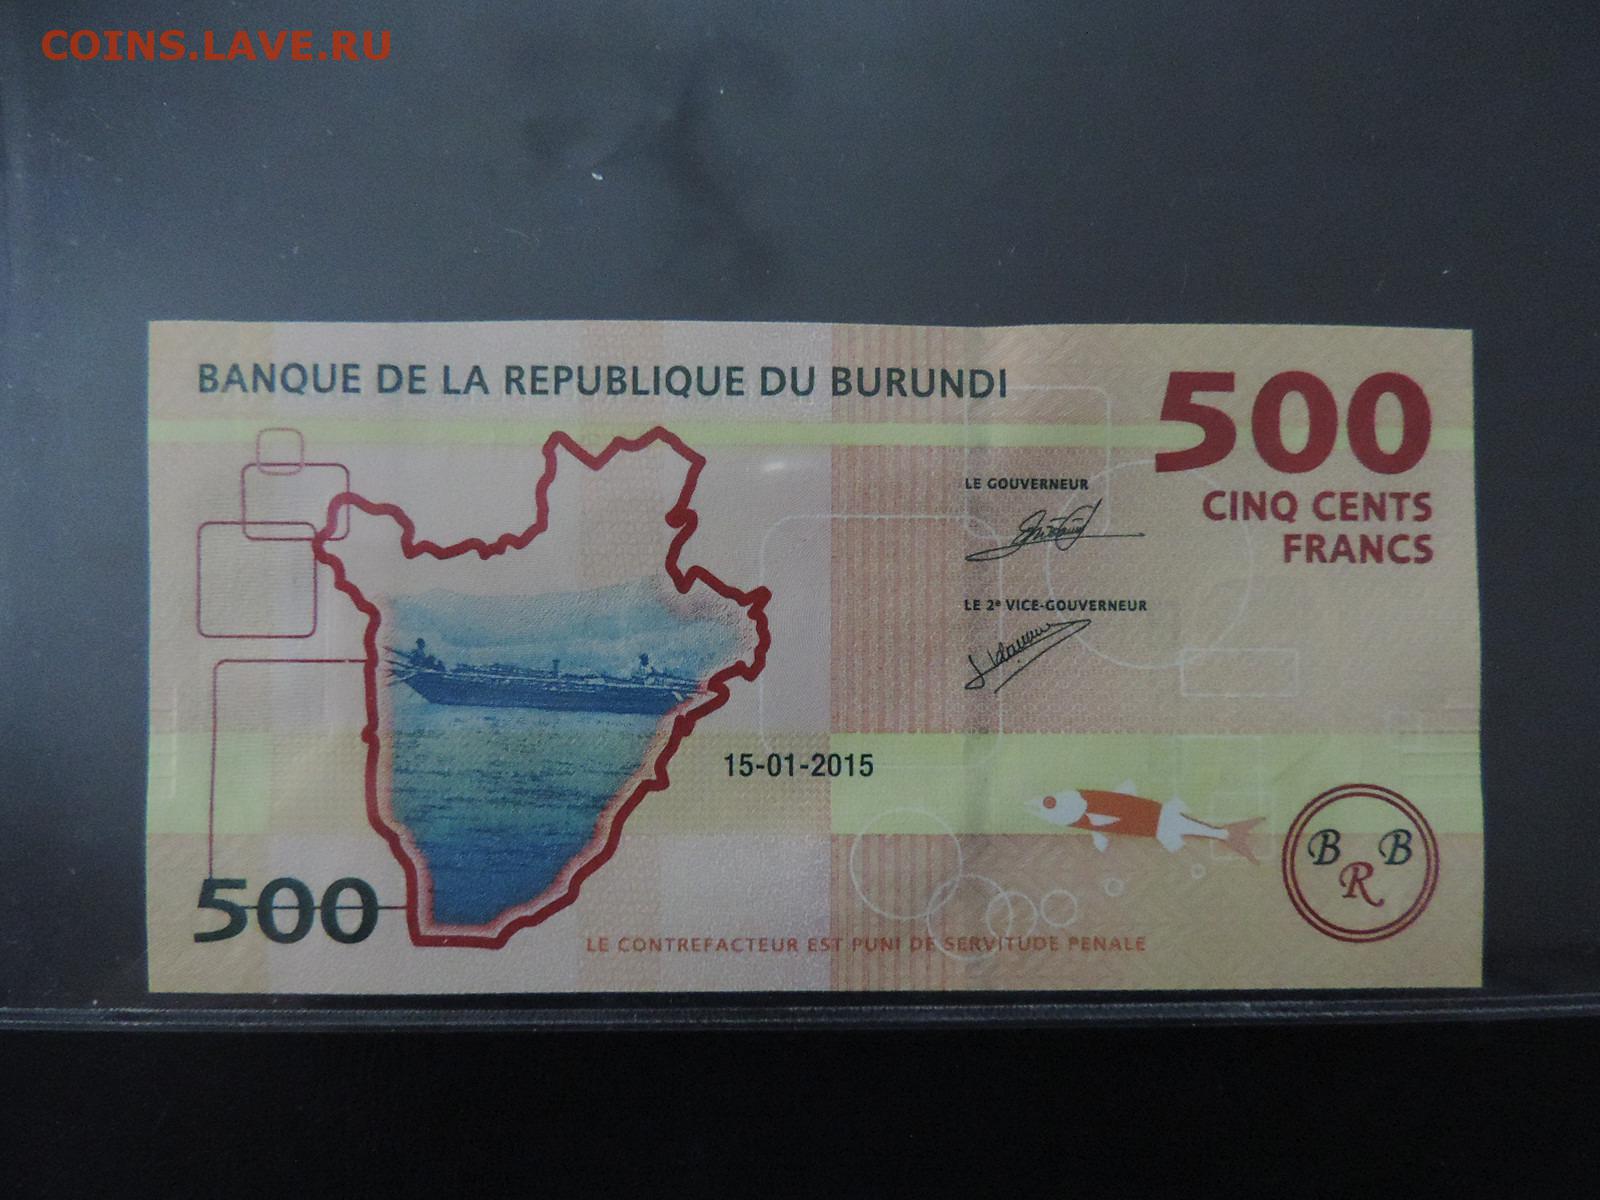 COINS.LAVE.RU
BANQUE DE LA REPUBLIQUE DU BURUNDI
500
CINQ CENTS
FRANCS
LE GOUVERNEUR
LE 2e VICE-GOUVERNEUR
15-01-2015
B R B
500
LE CONTREFACTEUR EST PUNI DE SERVITUDE PENALE